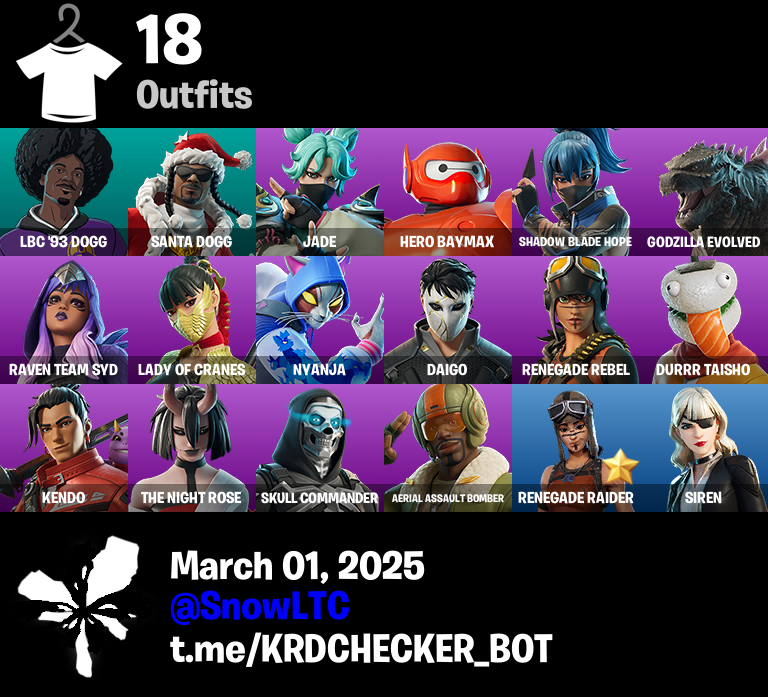 18
Outfits
LBC '93 DOGG
SANTA DOGG
JADE
HERO BAYMAX
SHADOW BLADE HOPE
GODZILLA EVOLVED
RAVEN TEAM SYD
LADY OF CRANES
NYANJA
DAIGO
RENEGADE REBEL
DURRR TAISHO
KENDO
THE NIGHT ROSE
SKULL COMMANDER
AERIAL ASSAULT BOMBER
RENEGADE RAIDER
SIREN
March 01, 2025
@SnowLTC
t.me/KRDCHECKER_BOT